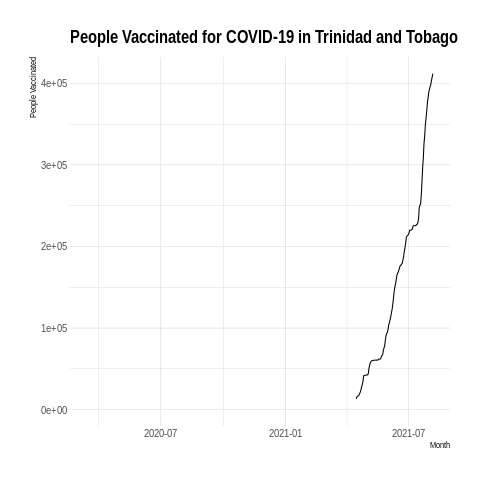 People Vaccinated for COVID-19 in Trinidad and Tobago
People Vaccinated
4e+05
3e+05
2e+05
1e+05
0e+00
2020-07 2021-01 2021-07
Month